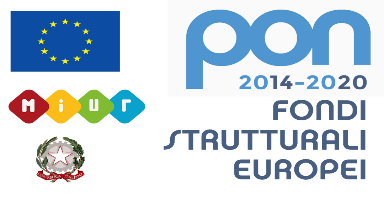 pon
2014-2020
miur
FONDI
STRUTTURALI
EUROPEI